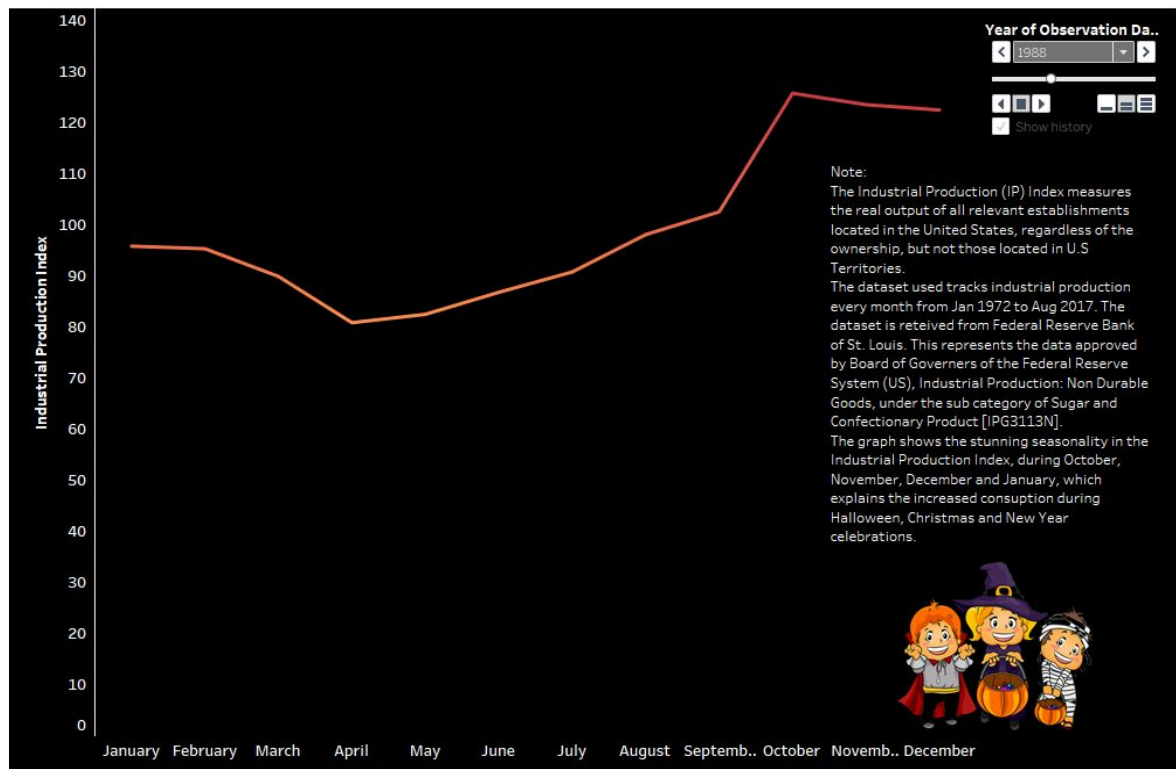 140
130
120
110
100
90
80
70
60
50
40
30
20
10
0
Industrial Production Index
January February March April May June July August Septemb.. October Novemb.. December
Year of Observation Da..
1988
Show history
Note:
The Industrial Production (IP) Index measures
the real output of all relevant establishments
located in the United States, regardless of the
ownership, but not those located in U.S
Territories.
The dataset used tracks industrial production
every month from Jan 1972 to Aug 2017. The
dataset is reteived from Federal Reserve Bank
of St. Louis. This represents the data approved
by Board of Governers of the Federal Reserve
System (US), Industrial Production: Non Durable
Goods, under the sub category of Sugar and
Confectionary Product [IPG3113N].
The graph shows the stunning seasonality in the
Industrial Production Index, during October,
November, December and January, which
explains the increased consuption during
Halloween, Christmas and New Year
celebrations.